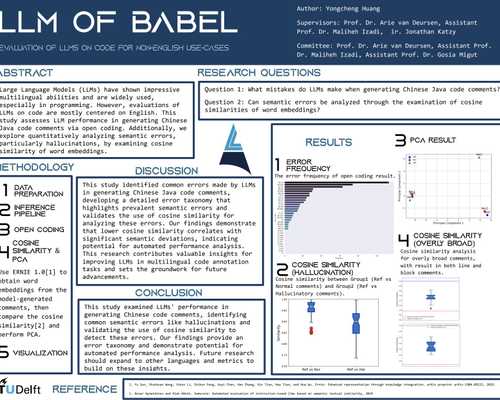 LLM OF BABEL
EVALUATION OF LLMS ON CODE FOR NON-ENGLISH USE-CASES
Author: Yongcheng Huang
Supervisors: Prof. Dr. Arie van Deursen, Assistant
Prof. Dr. Maliheh Izadi, ir. Jonathan Katzy
Committee: Prof. Dr. Arie van Deursen, Assistant Prof.
Dr. Maliheh Izadi, Assistant Prof. Dr. Gosia Migut
ABSTRACT
Large Language Models (LLMs) have shown impressive
multilingual abilities and are widely used,
especially in programming. However, evaluations of
LLMs on code are mostly centered on English. This
study assesses LLM performance in generating Chinese
Java code comments via open coding. Additionally, we
explore quantitatively analyzing semantic errors,
particularly hallucinations, by examining cosine
similarity of word embeddings.
RESEARCH QUESTIONS
Question 1: What mistakes do LLMs make when generating Chinese Java code comments?
Question 2: Can semantic errors be analyzed through the examination of cosine
similarities of word embeddings?
METHODOLOGY
1 DATA
PREPARATION
2 INFERENCE
PIPELINE
3 OPEN CODING
4 COSINE
SIMILARITY &
PCA
Use ERNIE 1.0[1] to
obtain word
embeddings from the
model-generated
comments, then
compare the cosine
similarity[2] and
perform PCA.
5 VISUALIZATION
DISCUSSION
This study identified common errors made by LLMs
in generating Chinese Java code comments,
developing a detailed error taxonomy that
highlights prevalent semantic errors and
validates the use of cosine similarity for
analyzing these errors. Our findings demonstrate
that lower cosine similarity correlates with
significant semantic deviations, indicating
potential for automated performance analysis.
This research contributes valuable insights for
improving LLMs in multilingual code annotation
tasks and sets the groundwork for future
advancements.
CONCLUSION
This study examined LLMs' performance in
generating Chinese code comments, identifying
common semantic errors like hallucinations and
validating the use of cosine similarity to
detect these errors. Our findings provide an
error taxonomy and demonstrate potential for
automated performance analysis. Future research
should expand to other languages and metrics to
build on these insights.
RESULTS
1 ERROR
FREQUENCY
The error frequency of open coding result.
2 COSINE SIMILARITY
(HALLUCINATION)
Cosine similarity between Group1 (Ref vs
Normal comments) and Group2 (Ref vs
Hallucinatory comments).
3 PCA RESULT
4 COSINE
SIMILARITY
(OVERLY BROAD)
Cosine similarity analysis
for overly broad comments,
with result in both line and
block comments.
TU Delft
REFERENCE